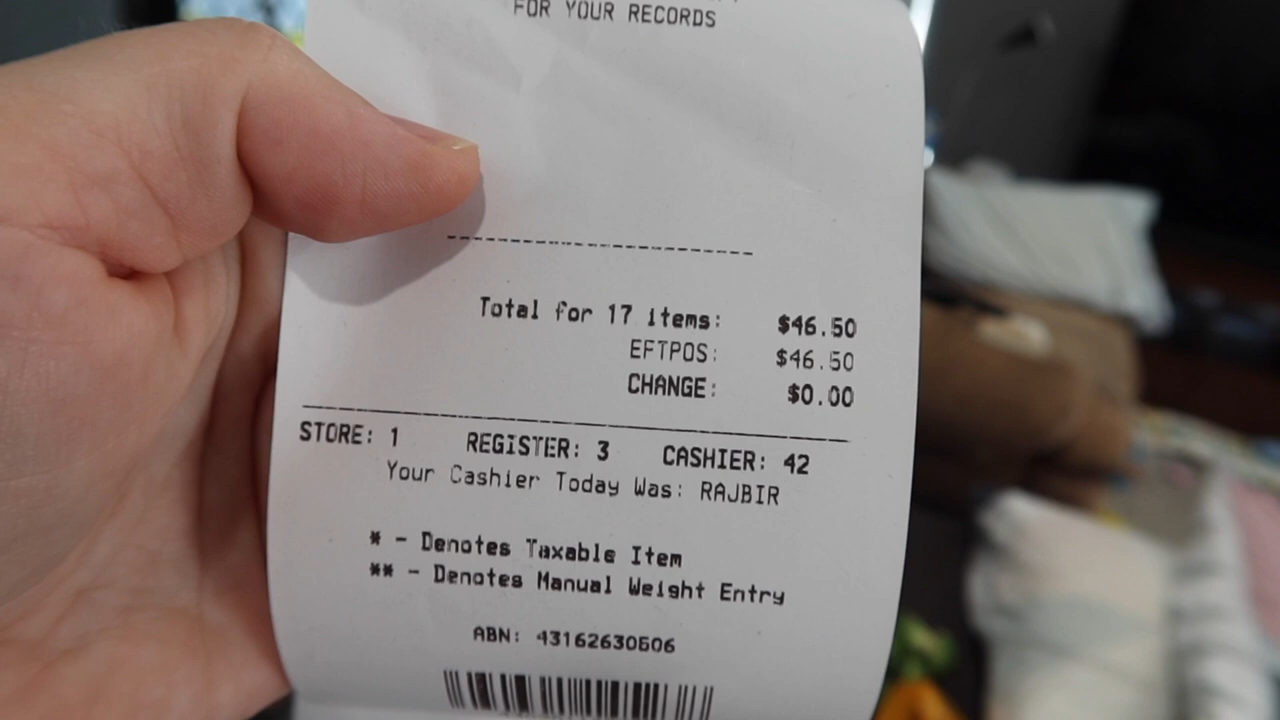 FOR YOUR RECORDS
Total for 17 items: $46.50
EFTPOS: $46.50
CHANGE: $0.00
STORE: 1 REGISTER: 3 CASHIER: 42
Your Cashier Today Was: RAJBIR
* - Denotes Taxable Item
** - Denotes Manual Weight Entry
ABN: 43162630506